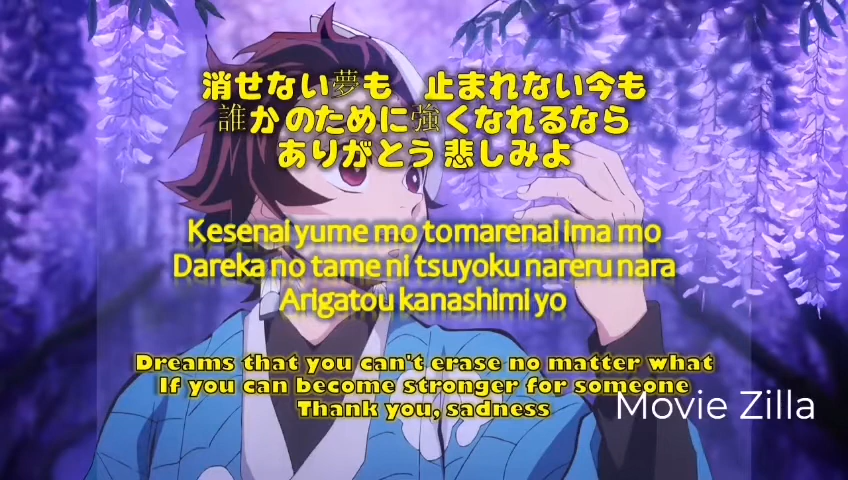 消せない夢も 止まれない今も
誰かのために強くなれるなら
ありがとう 悲しみよ
Kesenai yume mo tomarenai ima mo
Dareka no tame ni tsuyoku nareru nara
Arigatou kanashimi yo
Dreams that you can't erase no matter what
If you can become stronger for someone
Thank you, sadness
Movie Zilla